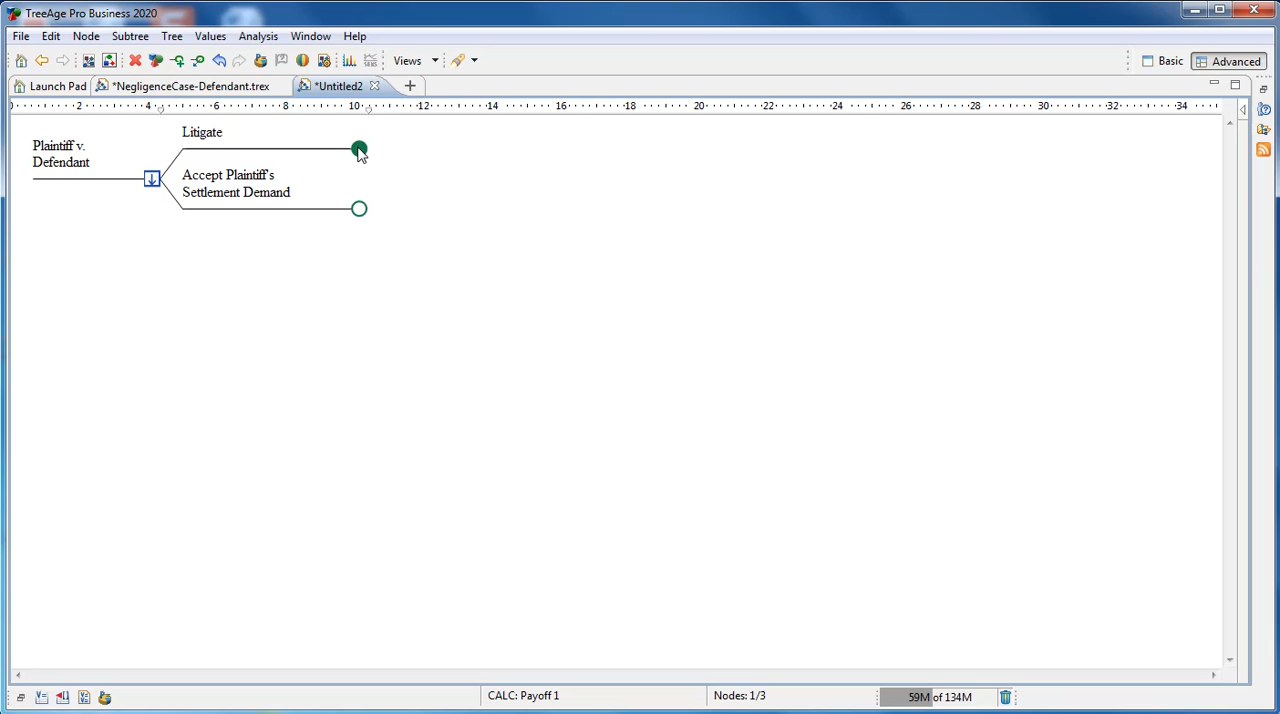 TreeAge Pro Business 2020
File Edit Node Subtree Tree Values Analysis Window Help
Views Basic Advanced
Launch Pad *NegligenceCase-Defendant.trex *Untitled2
2 4 6 8 10 12 14 16 18 20 22 24 26 28 30 32 34
Litigate
Plaintiff v.
Defendant
Accept Plaintiff's
Settlement Demand
CALC: Payoff 1 Nodes: 1/3 59M of 134M